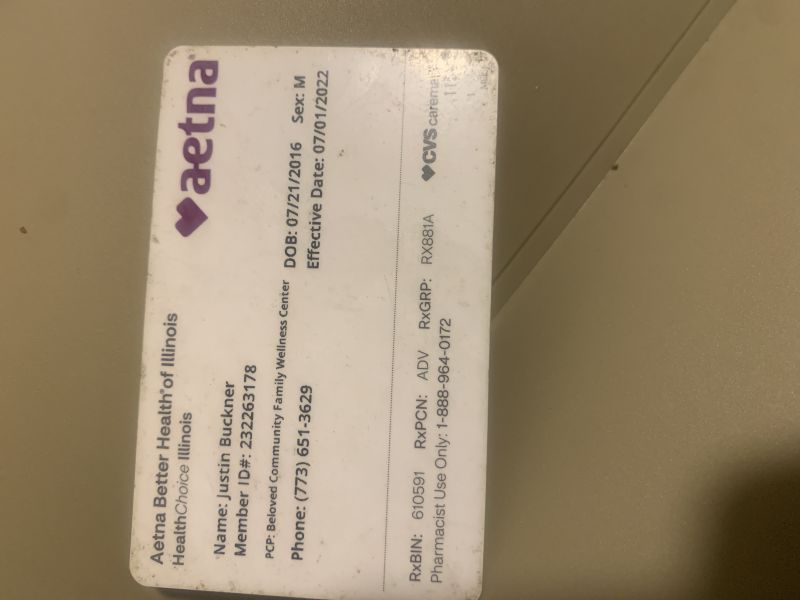 aetna
Aetna Better Health® of Illinois
HealthChoice Illinois
Name: Justin Buckner
Member ID#: 232263178
DOB: 07/21/2016 Sex: M
PCP: Beloved Community Family Wellness Center
Effective Date: 07/01/2022
Phone: (773) 651-3629
RxBIN: 610591 RxPCN: ADV RxGRP: RX881A
CVS caremark
Pharmacist Use Only: 1-888-964-0172